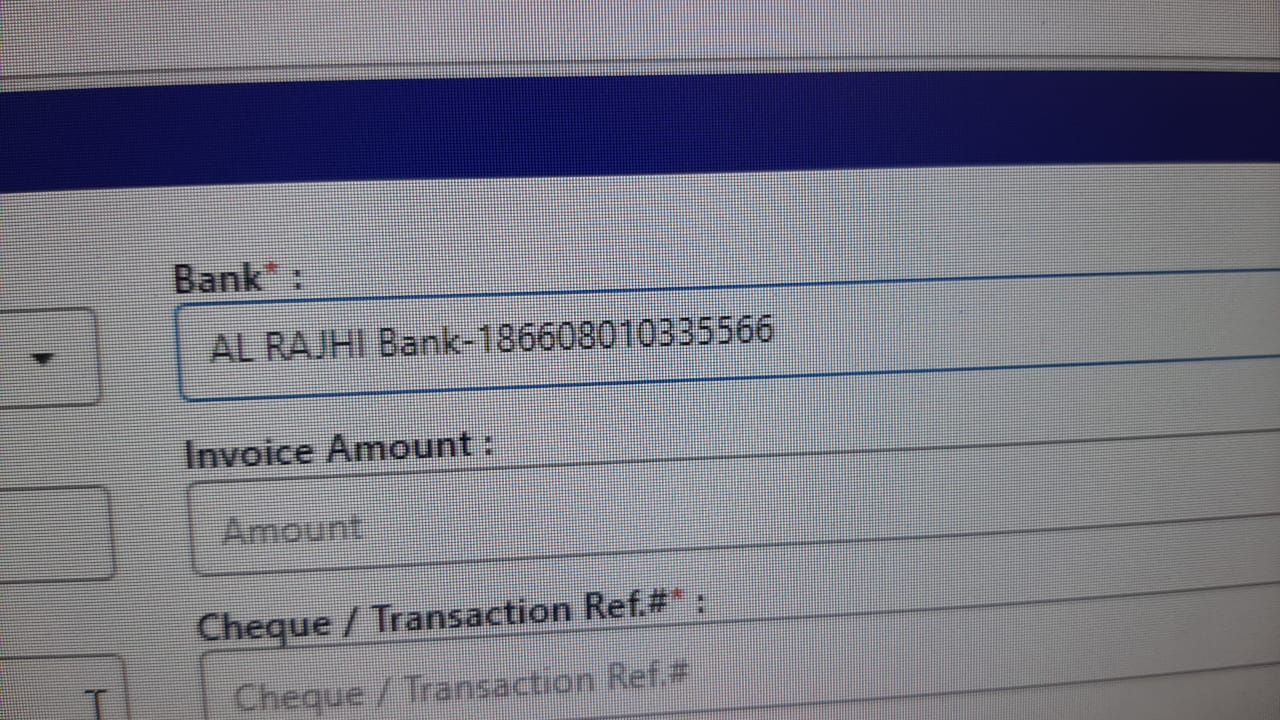 Bank* :
AL RAJHI Bank-186608010335566
Invoice Amount :
Amount
Cheque / Transaction Ref.#* :
Cheque / Transaction Ref.#